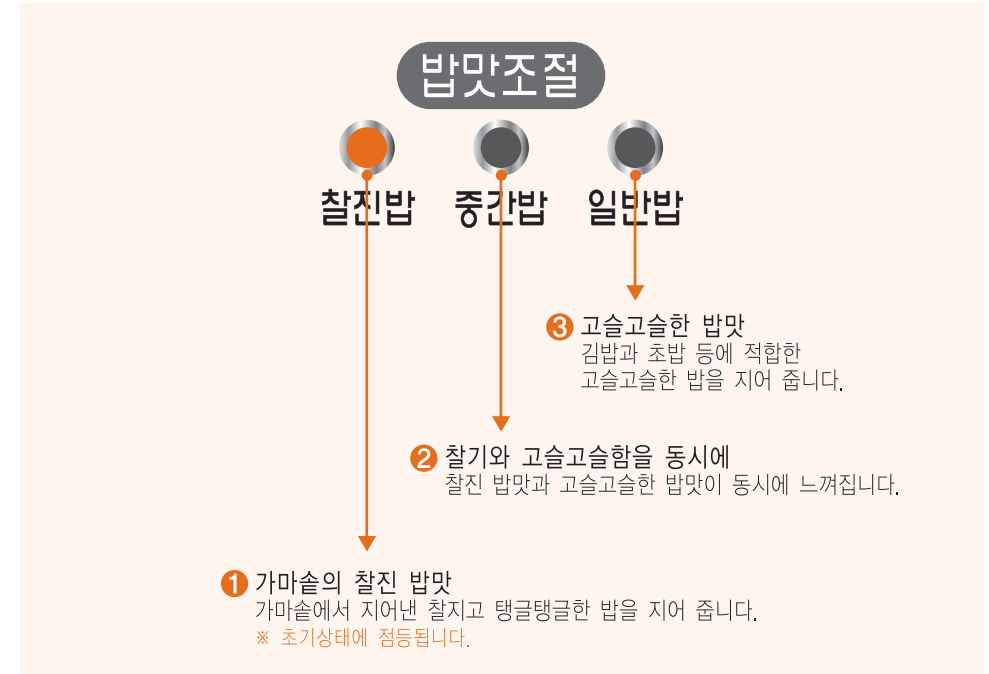 밥맛조절
찰진밥 중간밥 일반밥
❸ 고슬고슬한 밥맛
김밥과 초밥 등에 적합한
고슬고슬한 밥을 지어 줍니다.
❷ 찰기와 고슬고슬함을 동시에
찰진 밥맛과 고슬고슬한 밥맛이 동시에 느껴집니다.
❶ 가마솥의 찰진 밥맛
가마솥에서 지어낸 찰지고 탱글탱글한 밥을 지어 줍니다.
※ 초기상태에 점등됩니다.